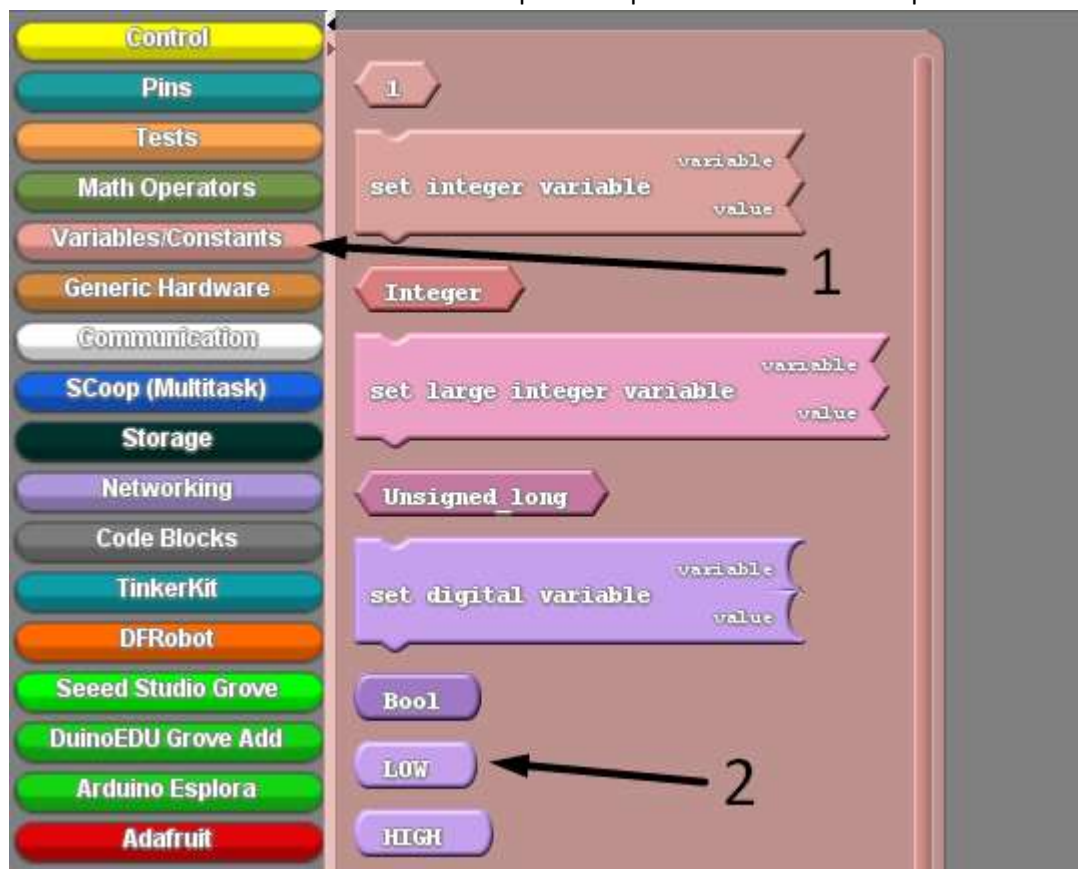 Control
Pins
Tests
Math Operators
Variables/Constants
Generic Hardware
Communication
SCoop (Multitask)
Storage
Networking
Code Blocks
TinkerKit
DFRobot
Seeed Studio Grove
DuinoEDU Grove Add
Arduino Esplora
Adafruit
1
set integer variable
variable
value
1
Integer
set large integer variable
variable
value
Unsigned_long
set digital variable
variable
value
Bool
LOW
2
HIGH